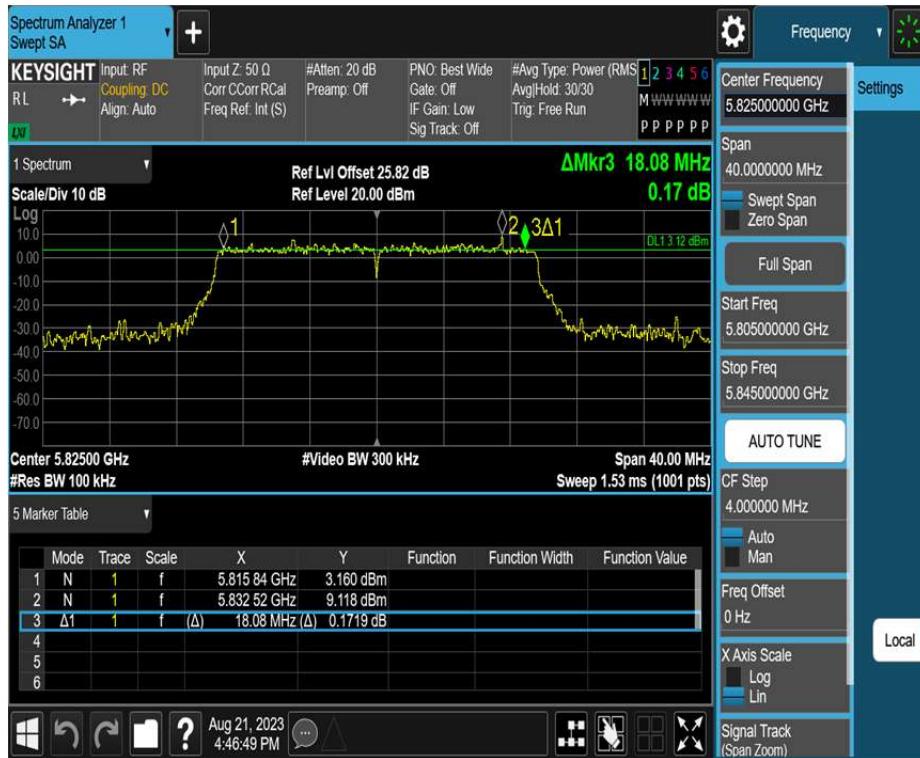 Spectrum Analyzer 1
Swept SA
+
Frequency
KEYSIGHT
RL
LXI
Input: RF
Coupling: DC
Align: Auto
Input Z: 50 Ω
Corr CCorr RCal
Freq Ref: Int (S)
#Atten: 20 dB
Preamp: Off
PNO: Best Wide
Gate: Off
IF Gain: Low
Sig Track: Off
#Avg Type: Power (RMS
Avg|Hold: 30/30
Trig: Free Run
1 2 3 4 5 6
M W W W W W
P P P P P P
Center Frequency
5.825000000 GHz
Settings
Span
40.0000000 MHz
Swept Span
Zero Span
Full Span
Start Freq
5.805000000 GHz
Stop Freq
5.845000000 GHz
AUTO TUNE
CF Step
4.000000 MHz
Auto
Man
Freq Offset
0 Hz
X Axis Scale
Log
Lin
Signal Track
(Span Zoom)
Local
1 Spectrum
Scale/Div 10 dB
Ref Lvl Offset 25.82 dB
Ref Level 20.00 dBm
ΔMkr3 18.08 MHz
0.17 dB
Log
1
2
3Δ1
DL1 3.12 dBm
10.0
0.00
-10.0
-20.0
-30.0
-40.0
-50.0
-60.0
-70.0
Center 5.82500 GHz
#Video BW 300 kHz
Span 40.00 MHz
#Res BW 100 kHz
Sweep 1.53 ms (1001 pts)
5 Marker Table
Mode Trace Scale X Y Function Function Width Function Value
1 N 1 f 5.815 84 GHz 3.160 dBm
2 N 1 f 5.832 52 GHz 9.118 dBm
3 Δ1 1 f (Δ) 18.08 MHz (Δ) 0.1719 dB
4
5
6
?
Aug 21, 2023
4:46:49 PM